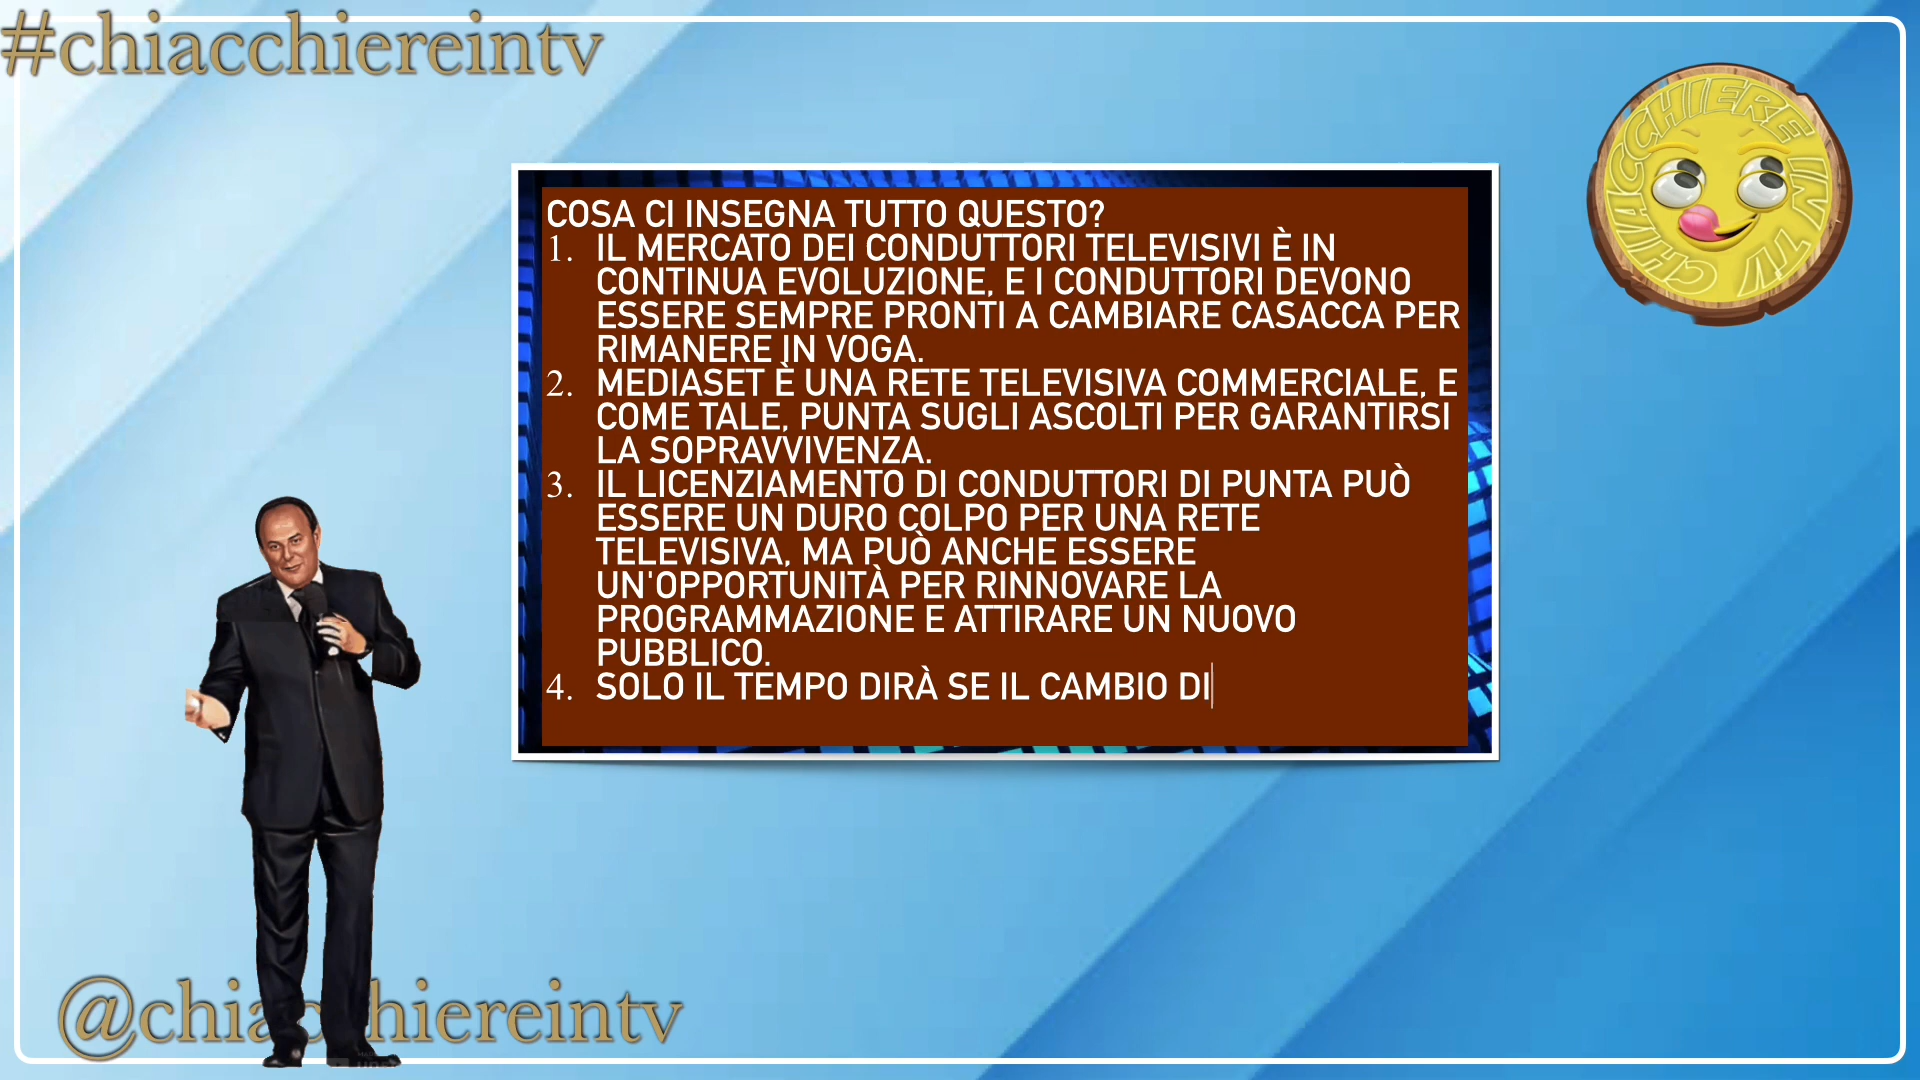 #chiacchiereintv
CHIACCHIERE IN TV
COSA CI INSEGNA TUTTO QUESTO?
1. IL MERCATO DEI CONDUTTORI TELEVISIVI È IN
CONTINUA EVOLUZIONE, E I CONDUTTORI DEVONO
ESSERE SEMPRE PRONTI A CAMBIARE CASACCA PER
RIMANERE IN VOGA.
2. MEDIASET È UNA RETE TELEVISIVA COMMERCIALE, E
COME TALE, PUNTA SUGLI ASCOLTI PER GARANTIRSI
LA SOPRAVVIVENZA.
3. IL LICENZIAMENTO DI CONDUTTORI DI PUNTA PUÒ
ESSERE UN DURO COLPO PER UNA RETE
TELEVISIVA, MA PUÒ ANCHE ESSERE
UN'OPPORTUNITÀ PER RINNOVARE LA
PROGRAMMAZIONE E ATTIRARE UN NUOVO
PUBBLICO.
4. SOLO IL TEMPO DIRÀ SE IL CAMBIO DI
@chiacchiereintv